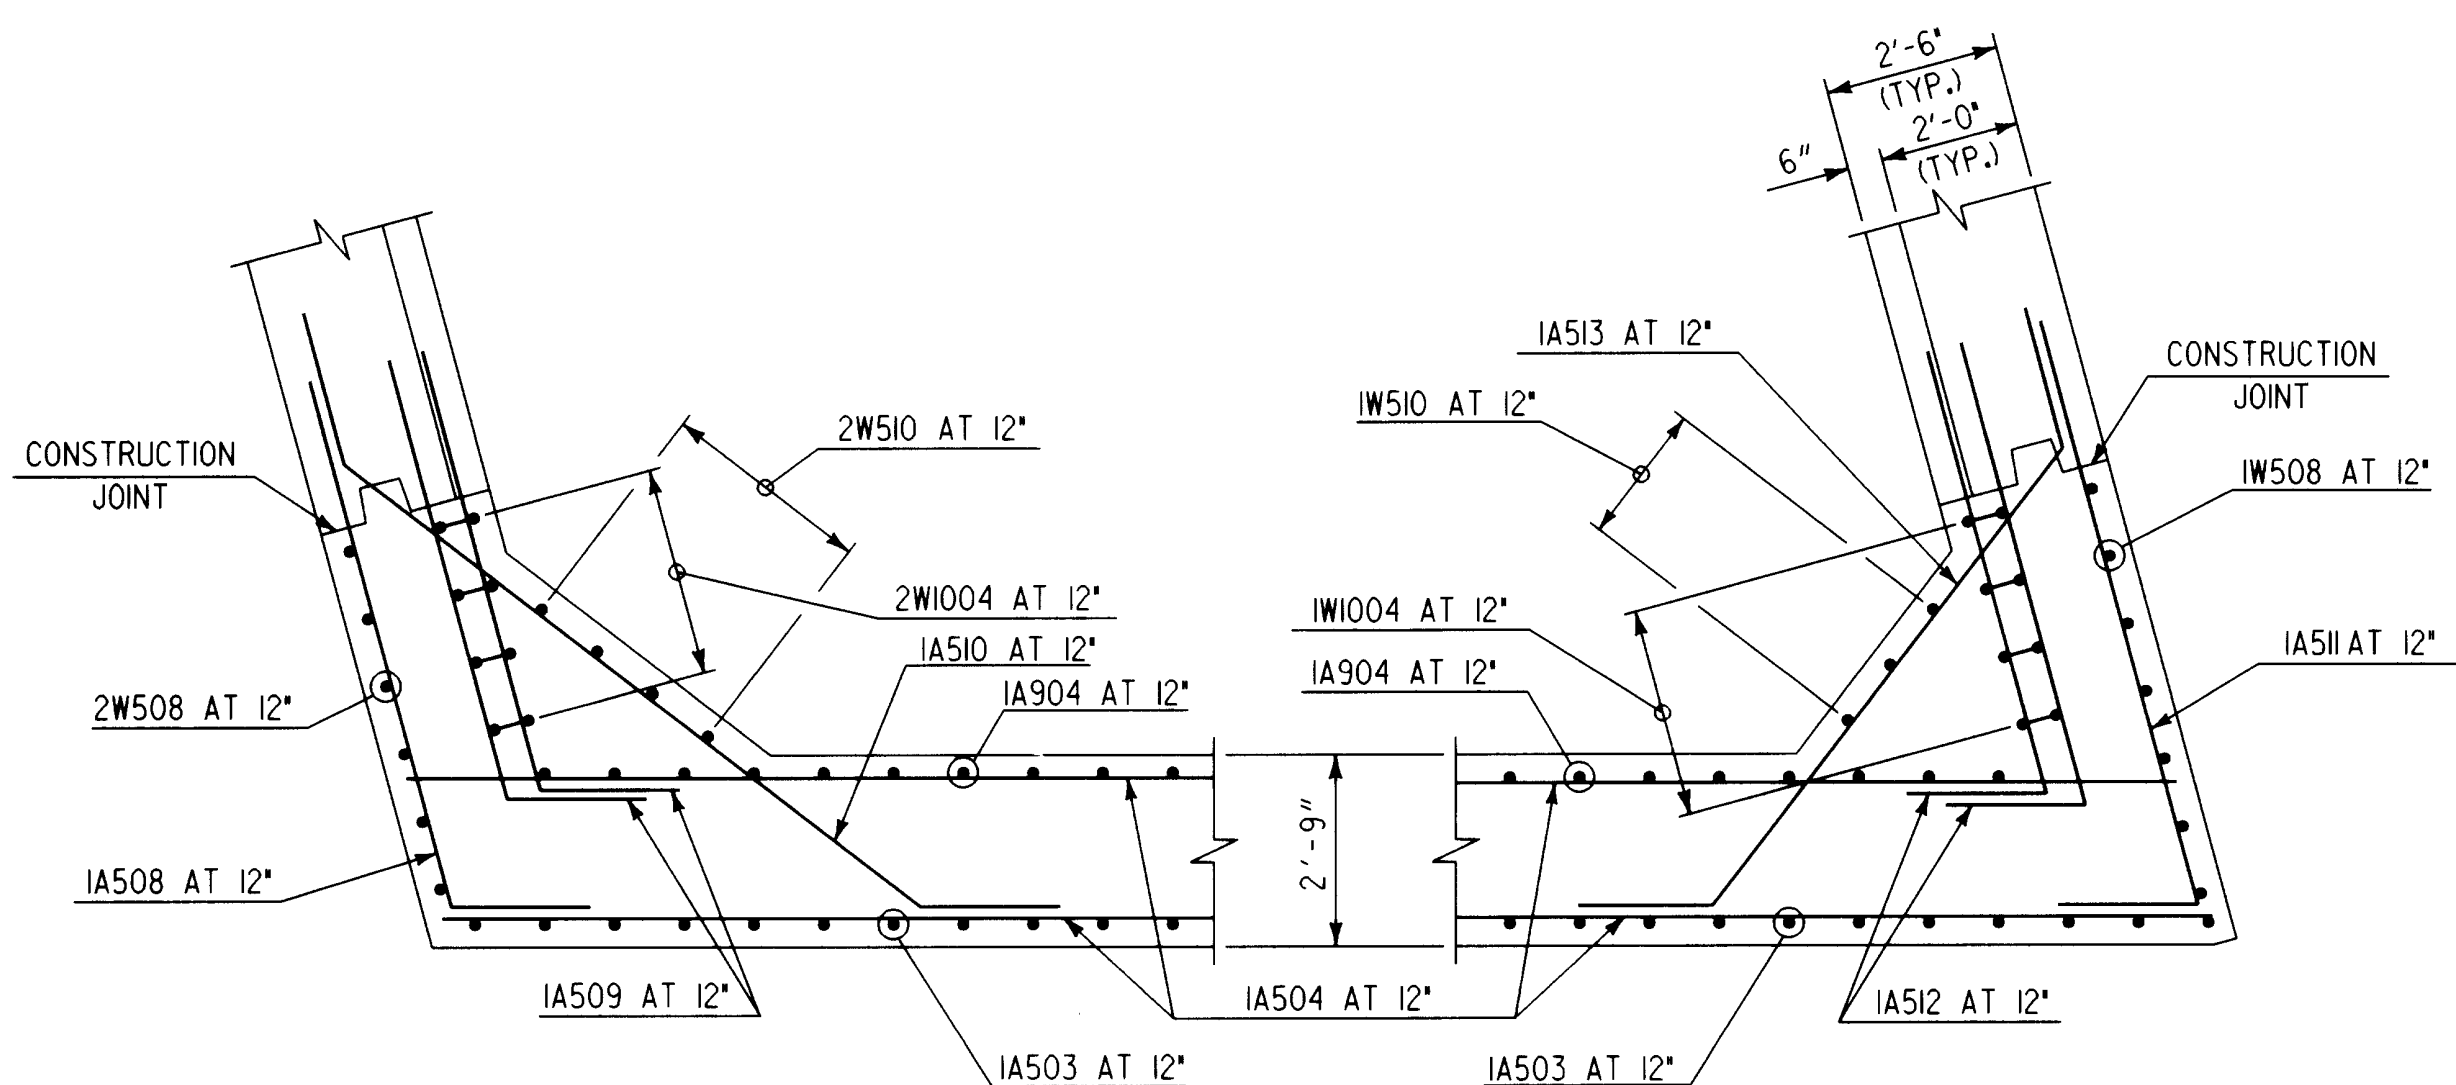 2'-6"
(TYP.)
2'-0"
(TYP.)
6"
1A513 AT 12"
1W510 AT 12"
CONSTRUCTION
JOINT
2W510 AT 12"
CONSTRUCTION
JOINT
1W508 AT 12"
2W1004 AT 12"
1W1004 AT 12"
1A510 AT 12"
1A511 AT 12"
1A904 AT 12"
1A904 AT 12"
2W508 AT 12"
2'-9"
1A508 AT 12"
1A509 AT 12"
1A504 AT 12"
1A512 AT 12"
1A503 AT 12"
1A503 AT 12"